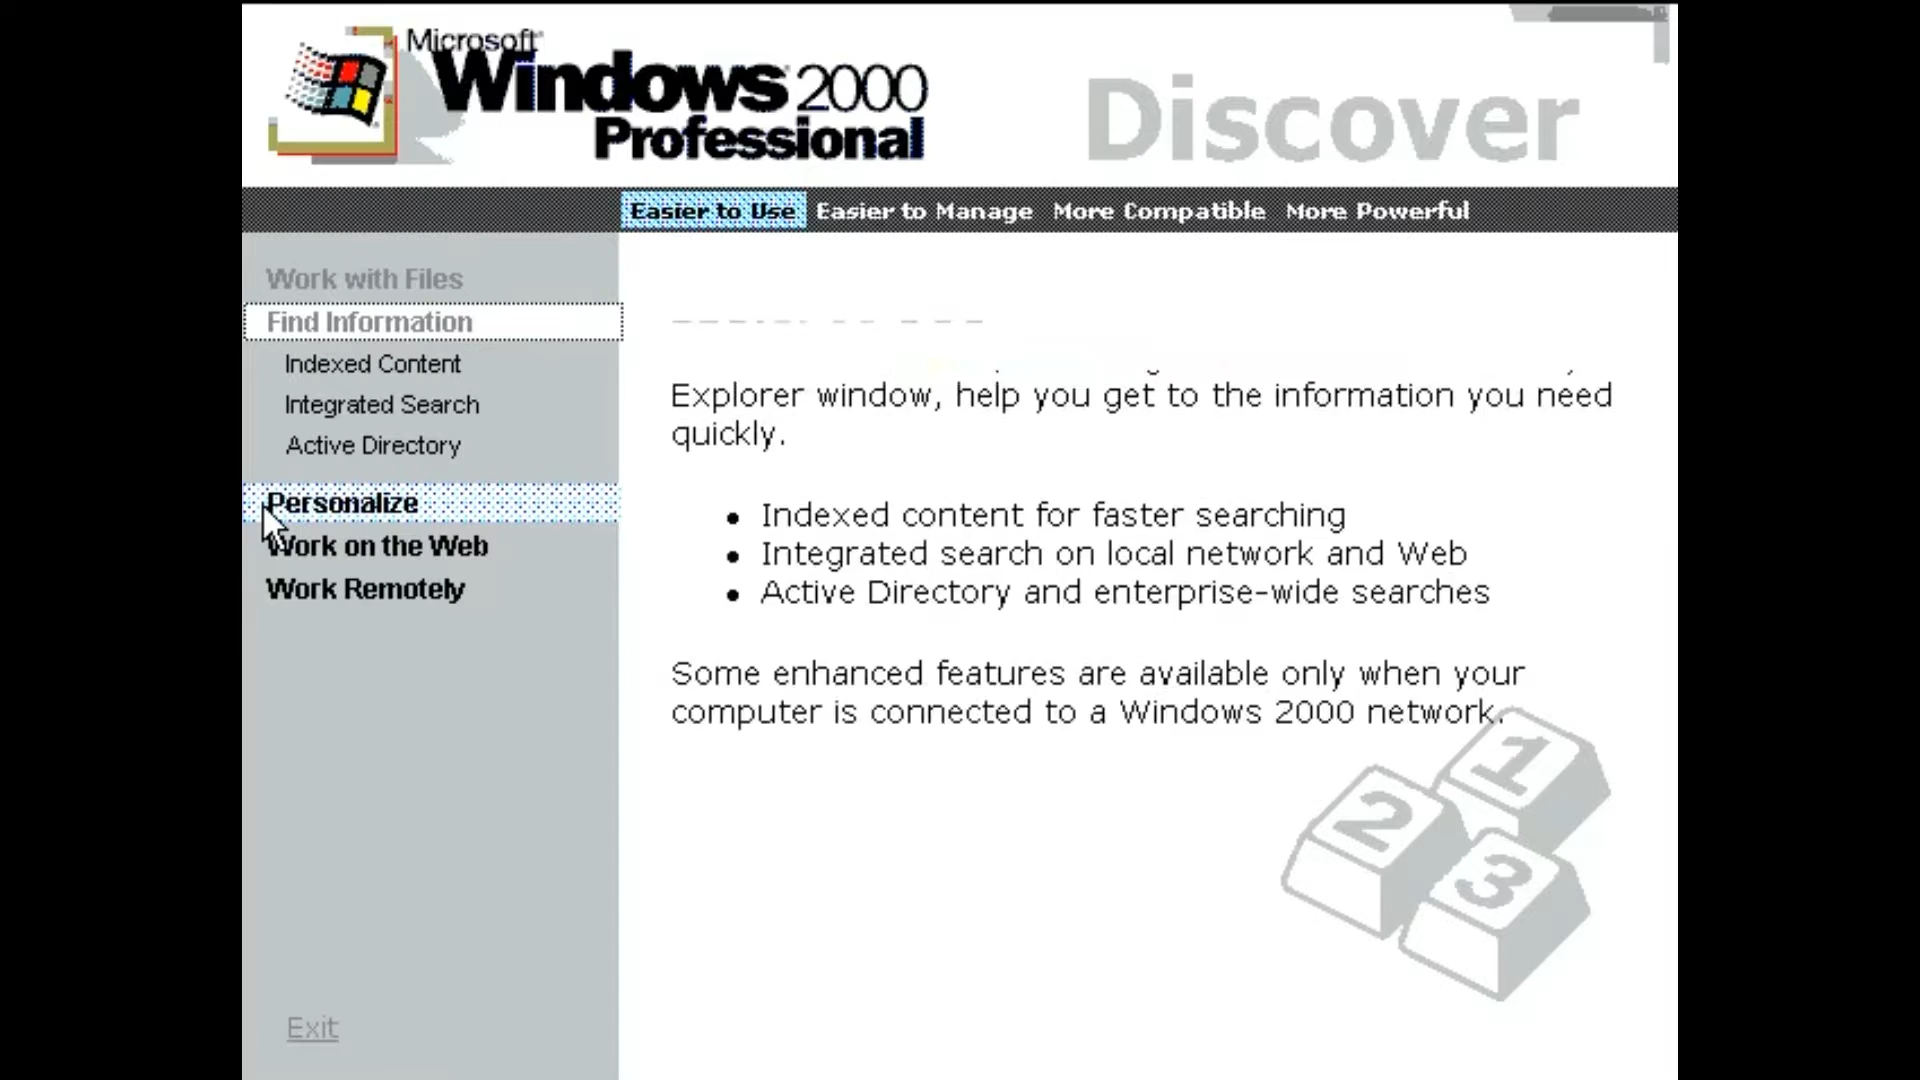 Microsoft
Windows 2000
Professional
Discover
Easier to Use Easier to Manage More Compatible More Powerful
Work with Files
Find Information
Indexed Content
Integrated Search
Active Directory
Personalize
Work on the Web
Work Remotely
Exit
Explorer window, help you get to the information you need
quickly.
• Indexed content for faster searching
• Integrated search on local network and Web
• Active Directory and enterprise-wide searches
Some enhanced features are available only when your
computer is connected to a Windows 2000 network.
1
2
3